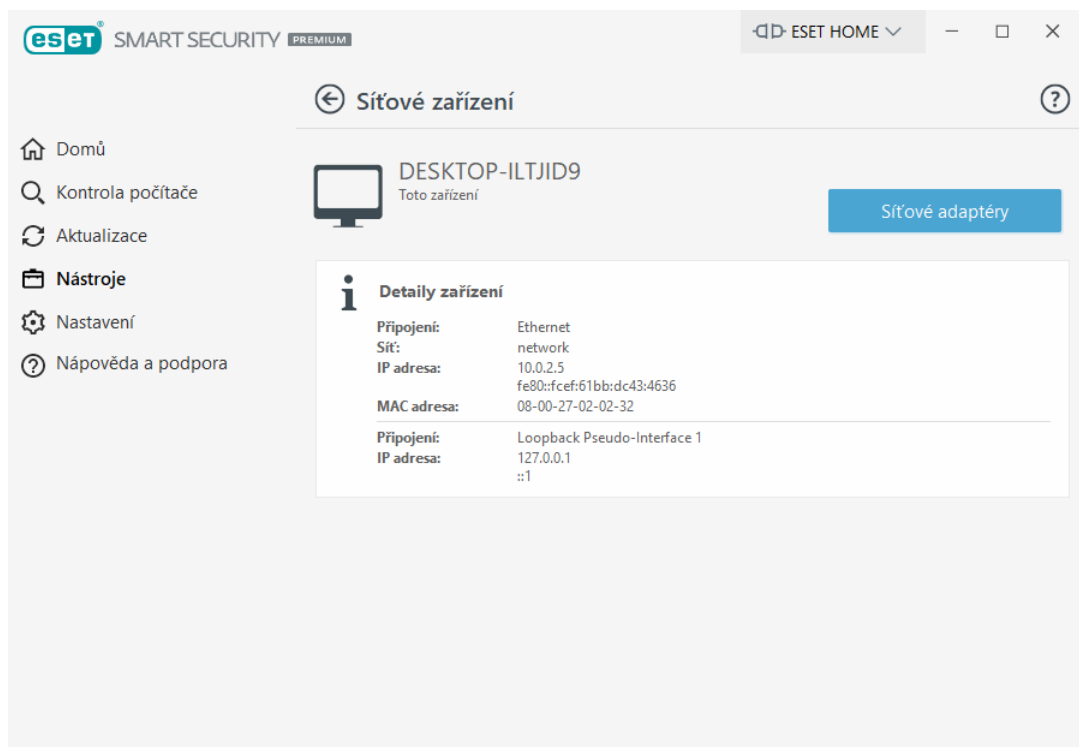 eset® SMART SECURITY PREMIUM
ESET HOME
Síťové zařízení
?
Domů
Kontrola počítače
Aktualizace
Nástroje
Nastavení
Nápověda a podpora
DESKTOP-ILTJID9
Toto zařízení
Síťové adaptéry
Detaily zařízení
Připojení: Ethernet
Síť: network
IP adresa: 10.0.2.5
fe80::fcef:61bb:dc43:4636
MAC adresa: 08-00-27-02-02-32
Připojení: Loopback Pseudo-Interface 1
IP adresa: 127.0.0.1
::1